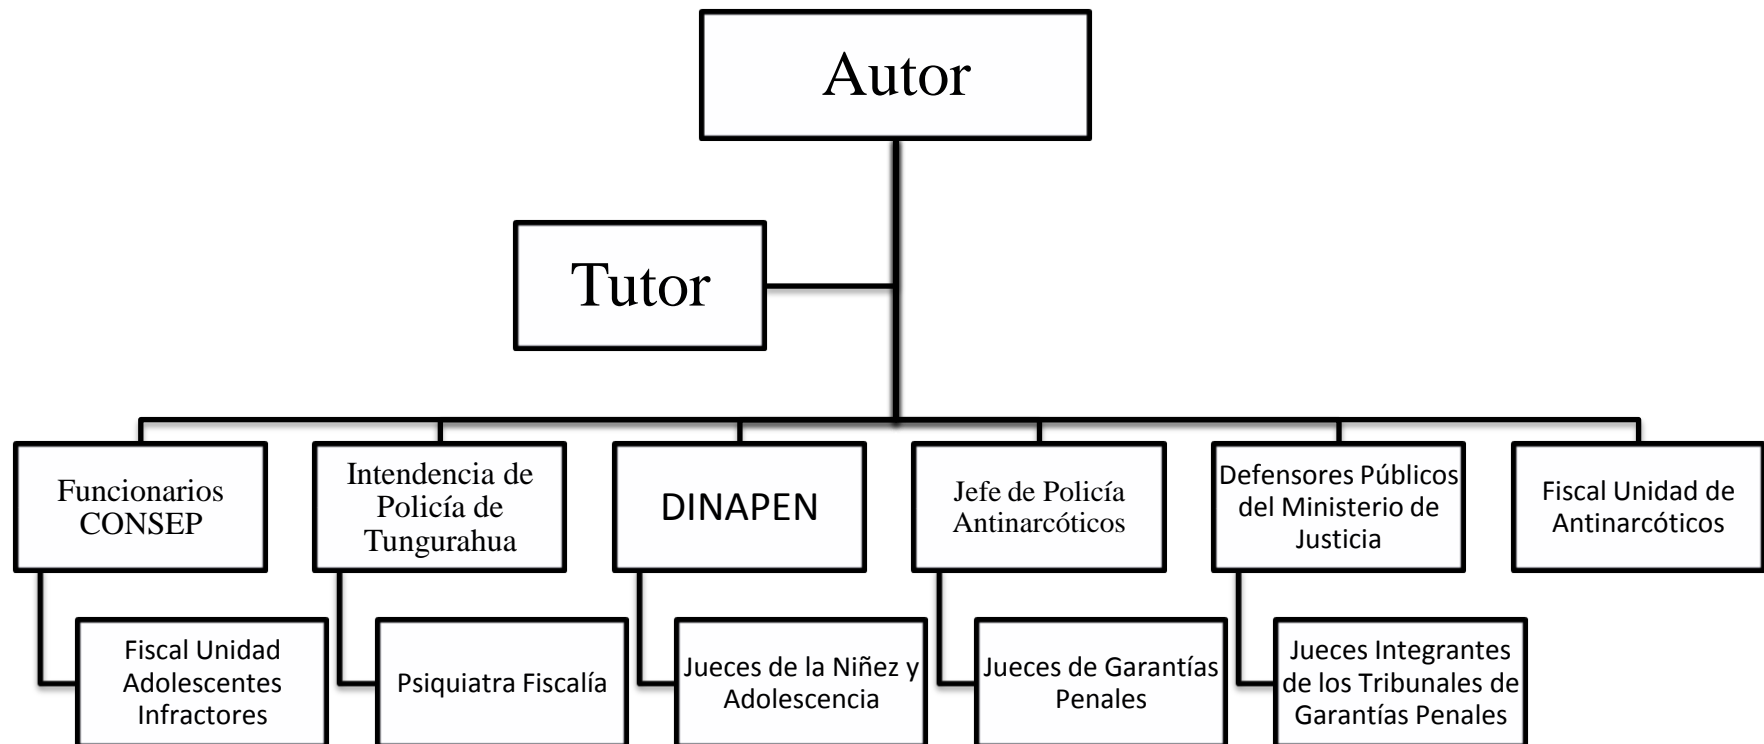 Autor
Tutor
Funcionarios
CONSEP
Intendencia de
Policía de
Tungurahua
DINAPEN
Jefe de Policía
Antinarcóticos
Defensores Públicos
del Ministerio de
Justicia
Fiscal Unidad de
Antinarcóticos
Fiscal Unidad
Adolescentes
Infractores
Psiquiatra Fiscalía
Jueces de la Niñez y
Adolescencia
Jueces de Garantías
Penales
Jueces Integrantes
de los Tribunales de
Garantías Penales